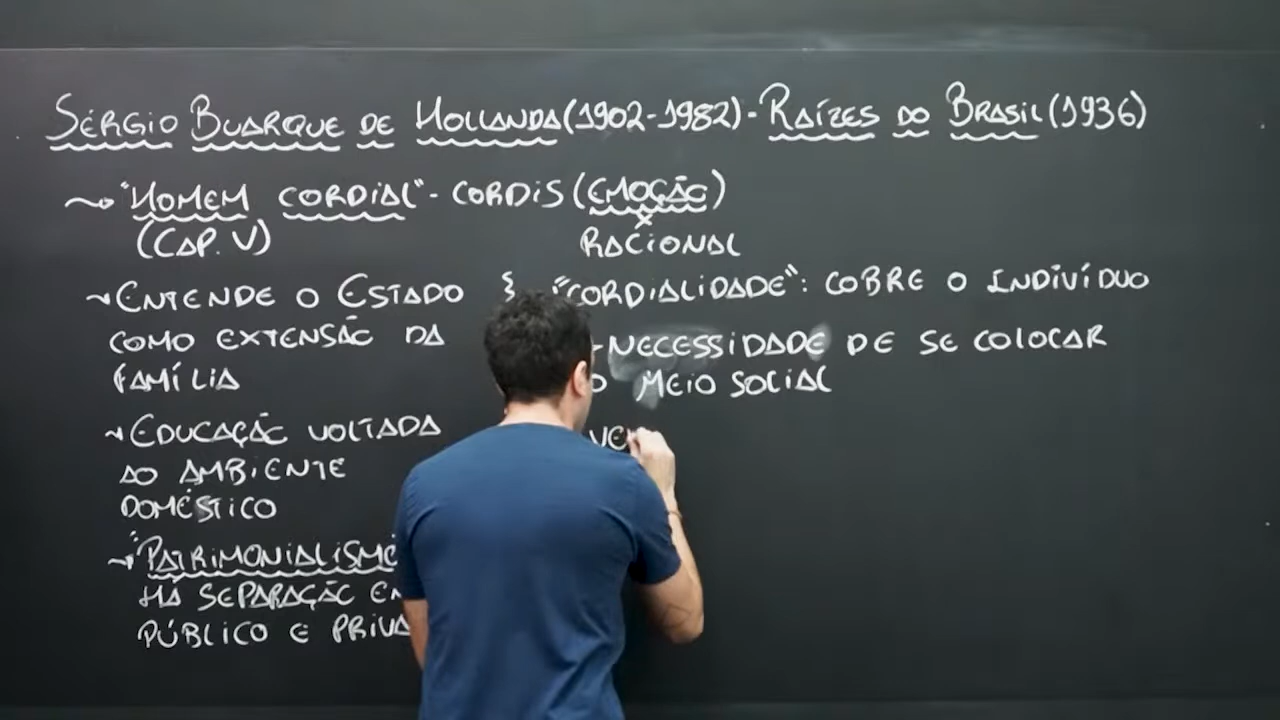 SÉRGIO BUARQUE DE HOLLANDA (1902-1982) - RAÍZES DO BRASIL (1936)
"HOMEM CORDIAL" - CORDIS (EMOÇÃO)
X
(CAP. V)
RACIONAL
ENTENDE O ESTADO
COMO EXTENSÃO DA
FAMÍLIA
EDUCAÇÃO VOLTADA
AO AMBIENTE
DOMÉSTICO
"PATRIMONIALISMO
HÁ SEPARAÇÃO
PÚBLICO E
"CORDIALIDADE": COBRE O INDIVÍDUO
- NECESSIDADE DE SE COLOCAR
MEIO SOCIAL